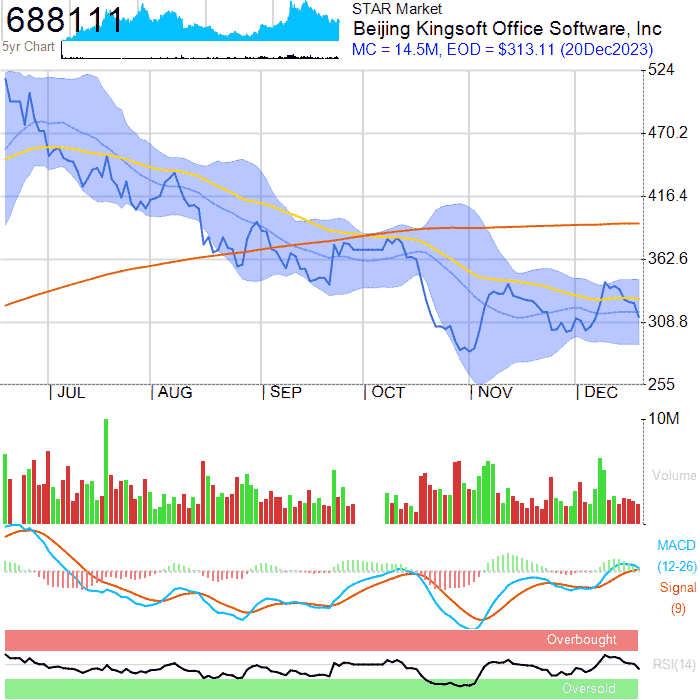 688111
5yr Chart
STAR Market
Beijing Kingsoft Office Software, Inc
MC = 14.5M, EOD = $313.11 (20Dec2023)
524
470.2
416.4
362.6
308.8
255
JUL AUG SEP OCT NOV DEC
10M
Volume
MACD
(12-26)
Signal
(9)
Overbought
RSI(14)
Oversold